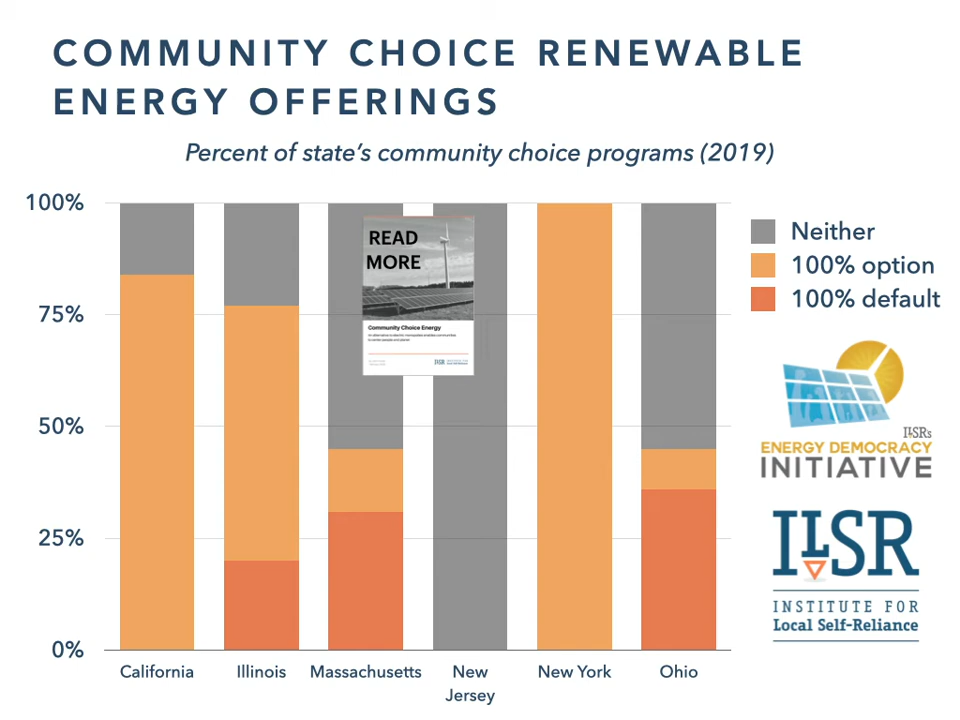 COMMUNITY CHOICE RENEWABLE
ENERGY OFFERINGS
Percent of state's community choice programs (2019)
100%
75%
50%
25%
0%
READ
MORE
Community Choice Energy
ILSR
California
Illinois
Massachusetts
New
Jersey
New York
Ohio
Neither
100% option
100% default
ILSRs
ENERGY DEMOCRACY
INITIATIVE
ILSR
INSTITUTE FOR
Local Self-Reliance